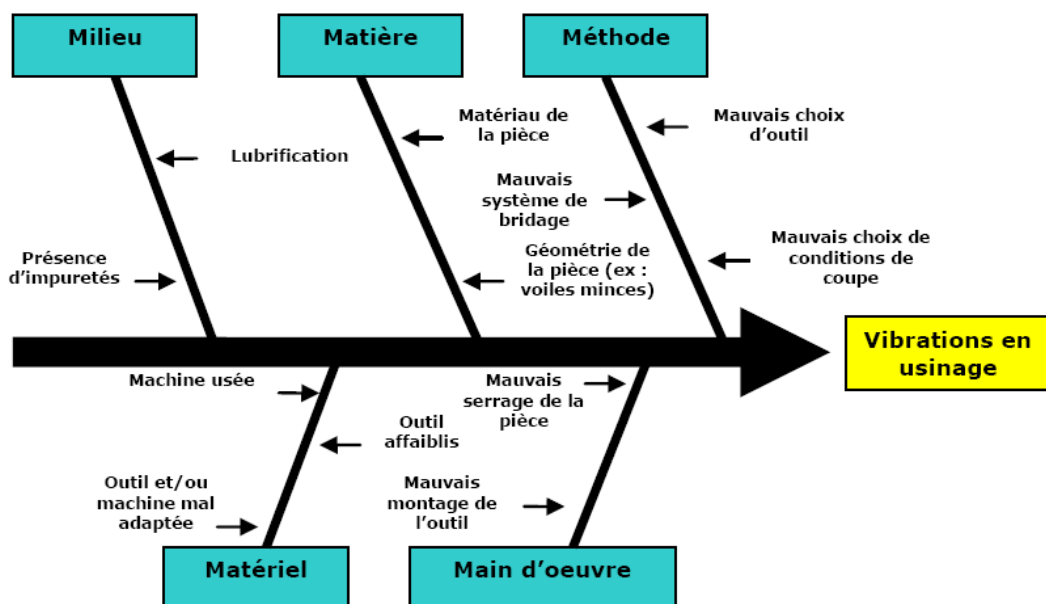 Milieu
Matière
Méthode
Matériau de
la pièce
Mauvais choix
d'outil
Lubrification
Mauvais
système de
bridage
Présence
d'impuretés
Géométrie de
la pièce (ex :
voiles minces)
Mauvais choix de
conditions de
coupe
Vibrations en
usinage
Machine usée
Mauvais
serrage de la
pièce
Outil
affaiblis
Outil et/ou
machine mal
adaptée
Mauvais
montage de
l'outil
Matériel
Main d'oeuvre